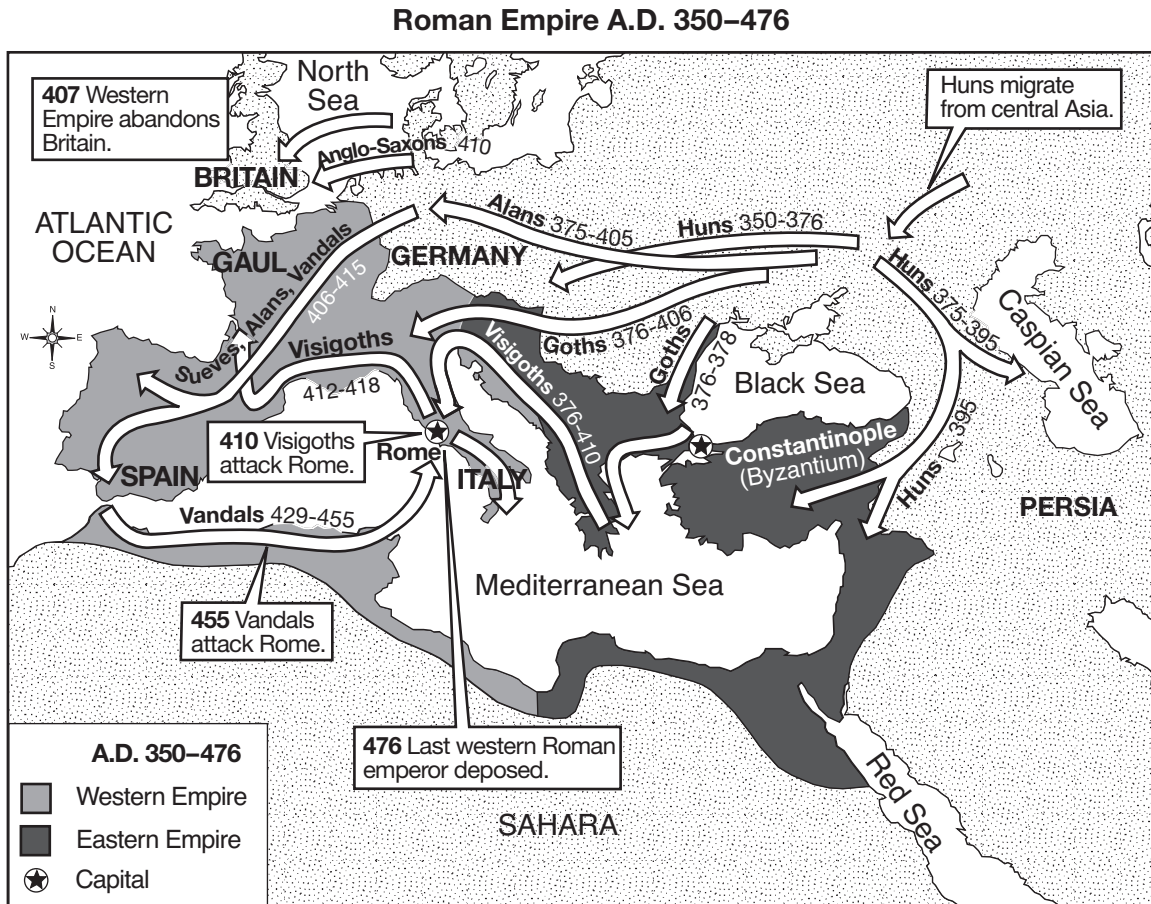 Roman Empire A.D. 350–476
407 Western
Empire abandons
Britain.
North
Sea
Huns migrate
from central Asia.
Anglo-Saxons 410
BRITAIN
ATLANTIC
OCEAN
Alans 375-405
Huns 350-376
GAUL
GERMANY
Sueves, Alans, Vandals
406-415
Huns 375-395
Caspian Sea
N
W
E
S
Visigoths
412-418
Goths 376-406
Visigoths 376-410
Goths
376-378
Black Sea
410 Visigoths
attack Rome.
Rome
ITALY
Constantinople
(Byzantium)
Huns 395
SPAIN
PERSIA
Vandals 429-455
Mediterranean Sea
455 Vandals
attack Rome.
476 Last western Roman
emperor deposed.
SAHARA
Red Sea
A.D. 350–476
Western Empire
Eastern Empire
Capital